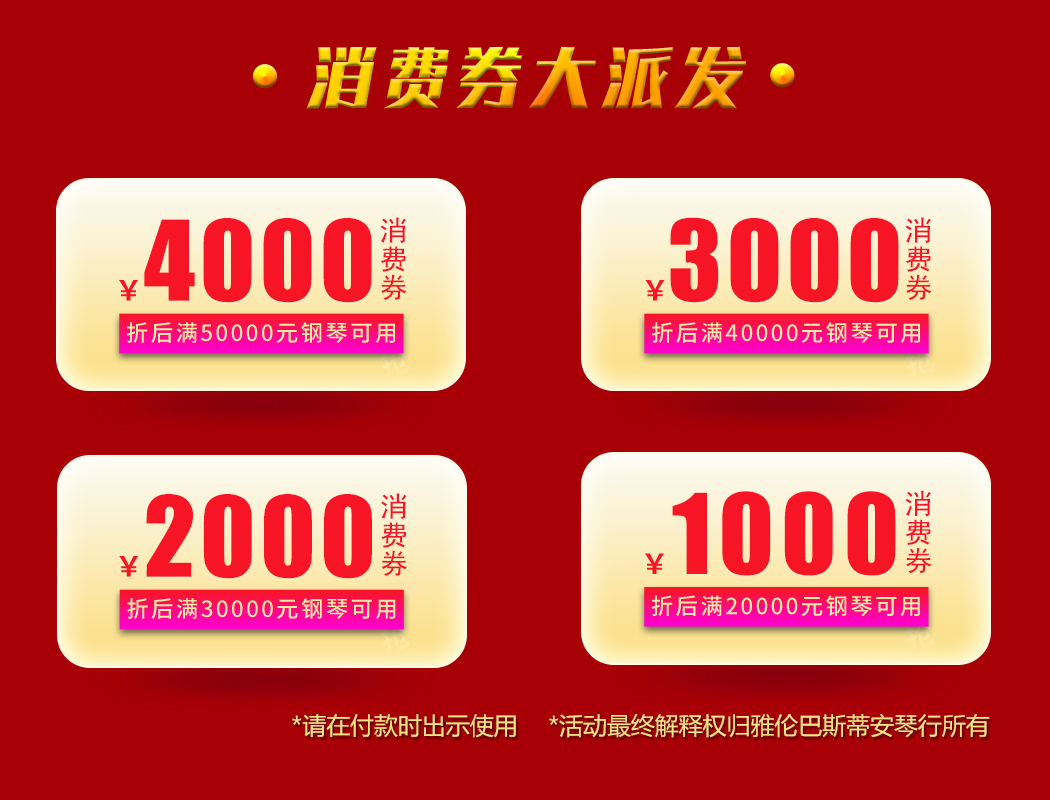 消费券大派发
¥4000消费券
折后满50000元钢琴可用
¥3000消费券
折后满40000元钢琴可用
¥2000消费券
折后满30000元钢琴可用
¥1000消费券
折后满20000元钢琴可用
*请在付款时出示使用 *活动最终解释权归雅伦巴斯蒂安琴行所有